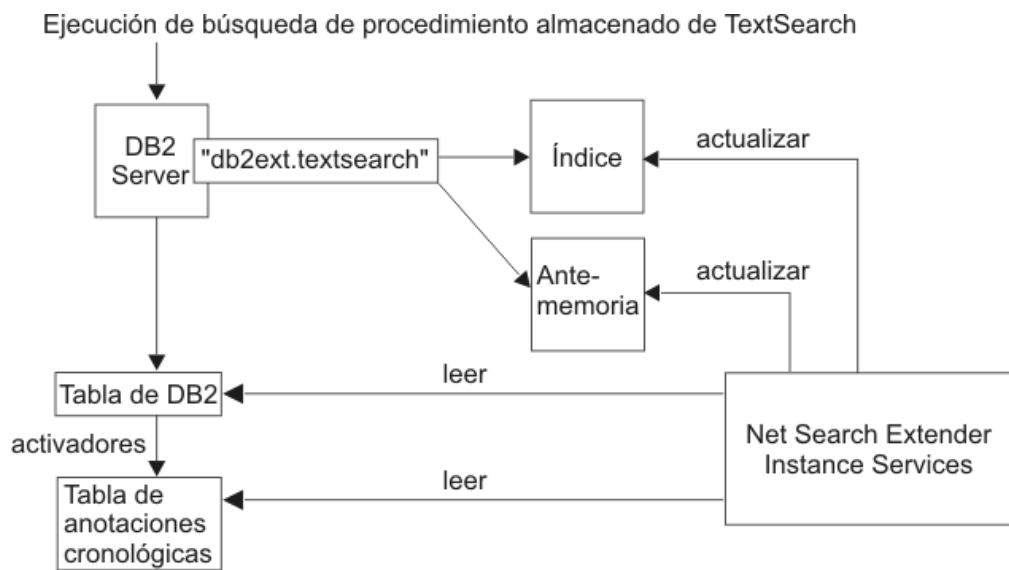 Ejecución de búsqueda de procedimiento almacenado de TextSearch
DB2
Server
"db2ext.textsearch"
Índice
actualizar
Ante-
memoria
actualizar
Tabla de DB2
leer
activadores
Net Search Extender
Instance Services
Tabla de
anotaciones
cronológicas
leer